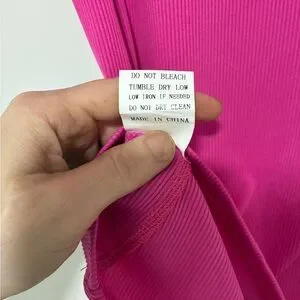 DO NOT BLEACH
TUMBLE DRY LOW
LOW IRON IF NEEDED
DO NOT DRY CLEAN
MADE IN CHINA